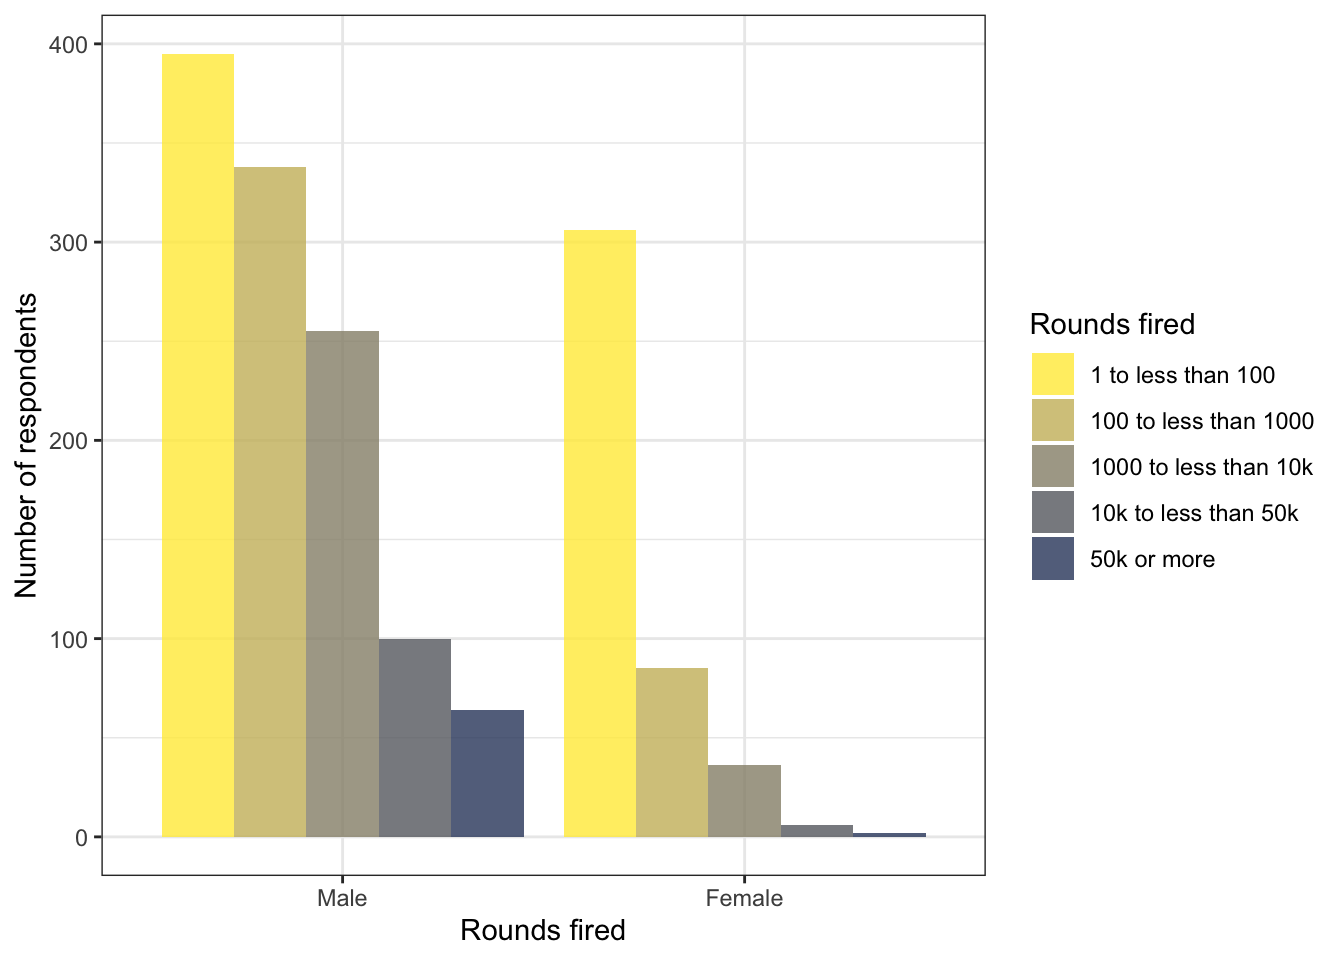 Number of respondents
400
300
200
100
0
Male
Female
Rounds fired
Rounds fired
1 to less than 100
100 to less than 1000
1000 to less than 10k
10k to less than 50k
50k or more